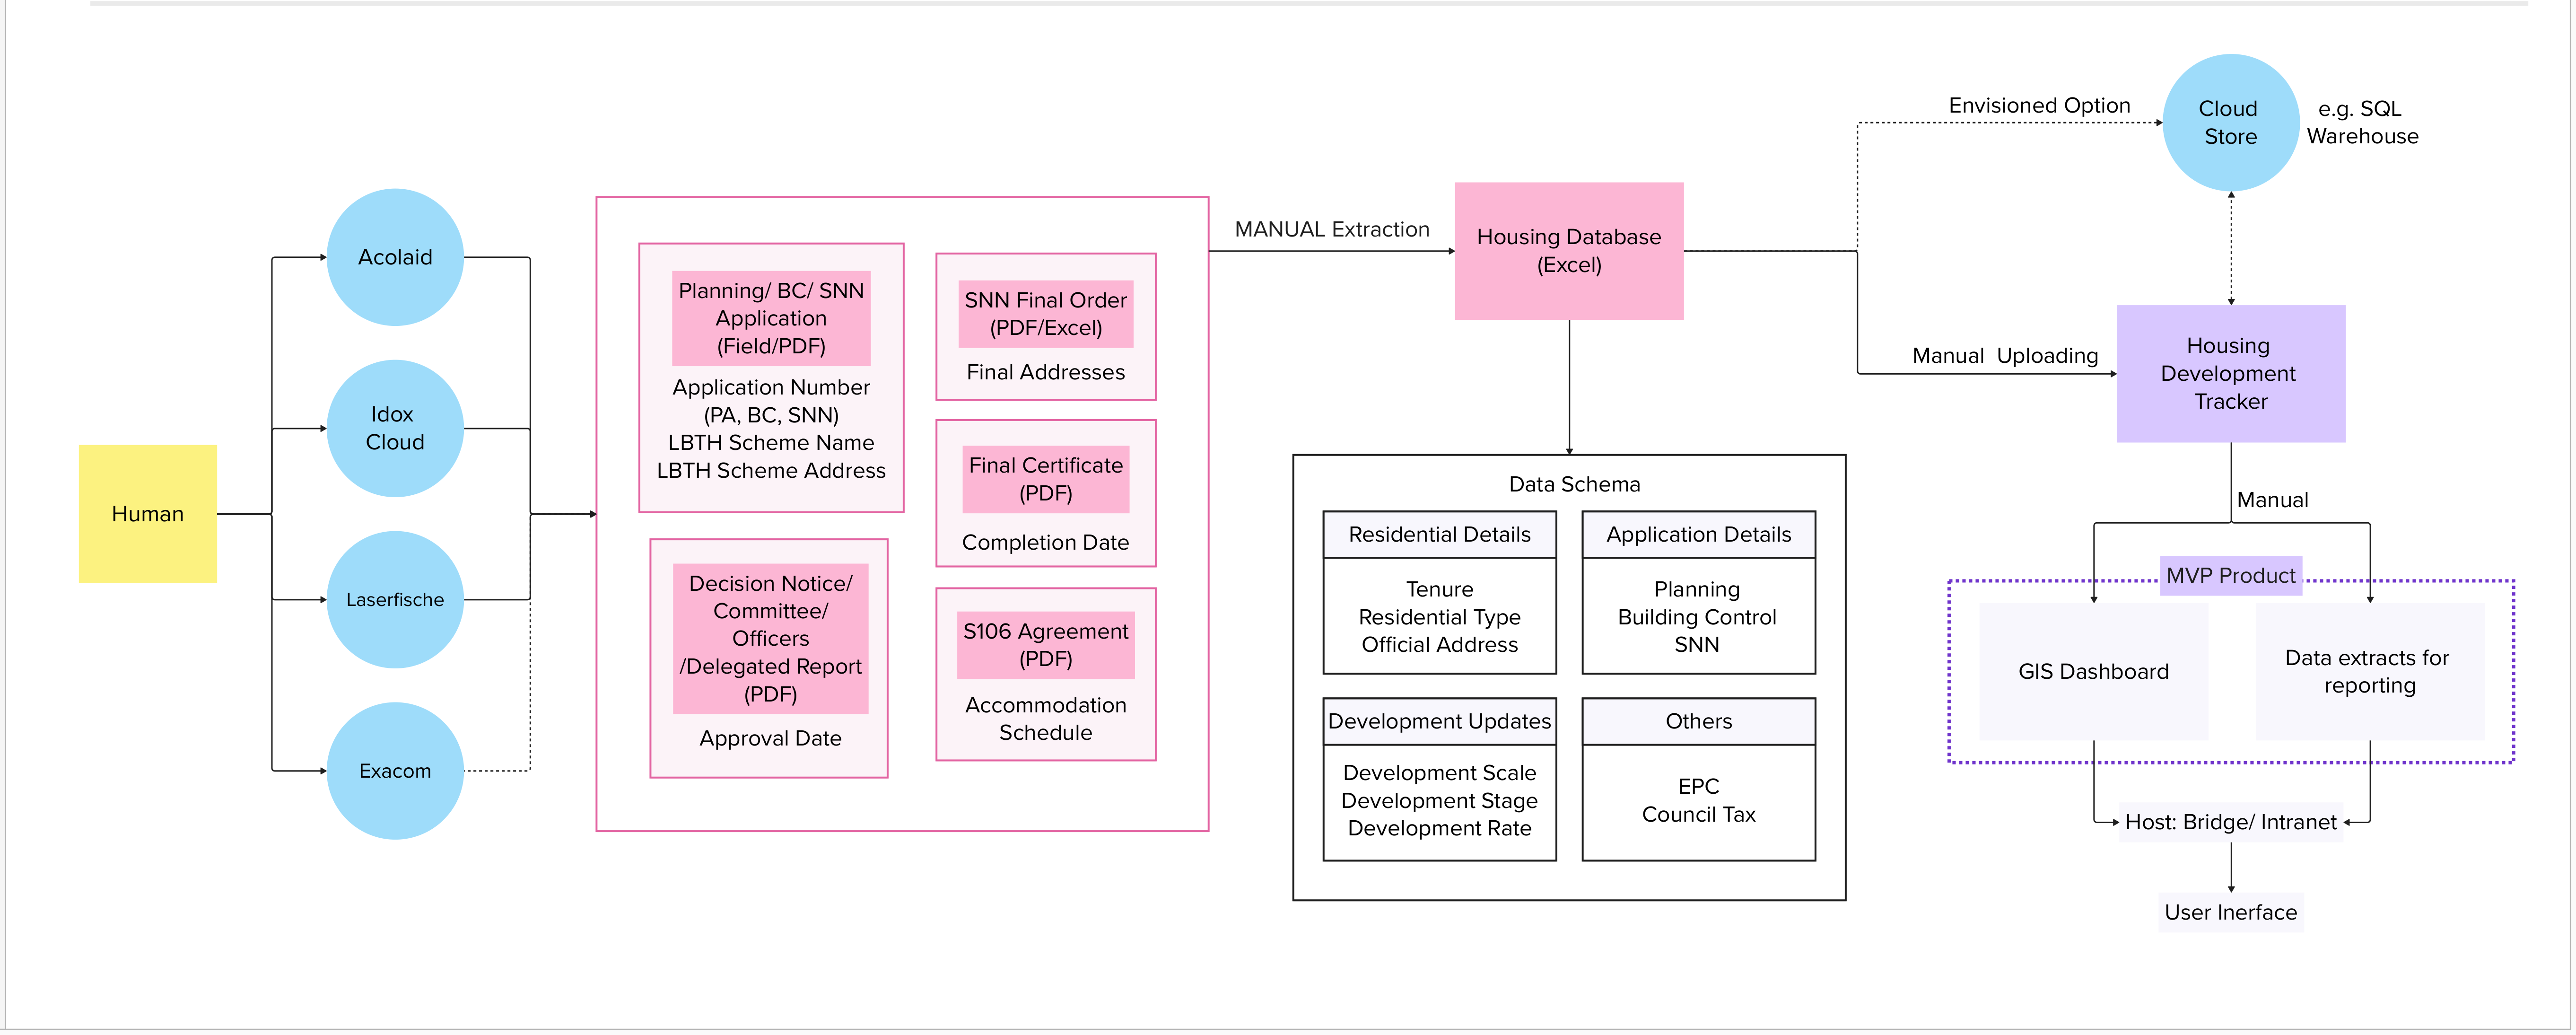 Human
Acolaid
Idox
Cloud
Laserfische
Exacom
Planning/ BC/ SNN
Application
(Field/PDF)
Application Number
(PA, BC, SNN)
LBTH Scheme Name
LBTH Scheme Address
Decision Notice/
Committee/
Officers
/Delegated Report
(PDF)
Approval Date
SNN Final Order
(PDF/Excel)
Final Addresses
Final Certificate
(PDF)
Completion Date
S106 Agreement
(PDF)
Accommodation
Schedule
MANUAL Extraction
Housing Database
(Excel)
Data Schema
Residential Details
Tenure
Residential Type
Official Address
Application Details
Planning
Building Control
SNN
Development Updates
Development Scale
Development Stage
Development Rate
Others
EPC
Council Tax
Envisioned Option
Cloud
Store
e.g. SQL
Warehouse
Manual Uploading
Housing
Development
Tracker
Manual
MVP Product
GIS Dashboard
Data extracts for
reporting
Host: Bridge/ Intranet
User Inerface